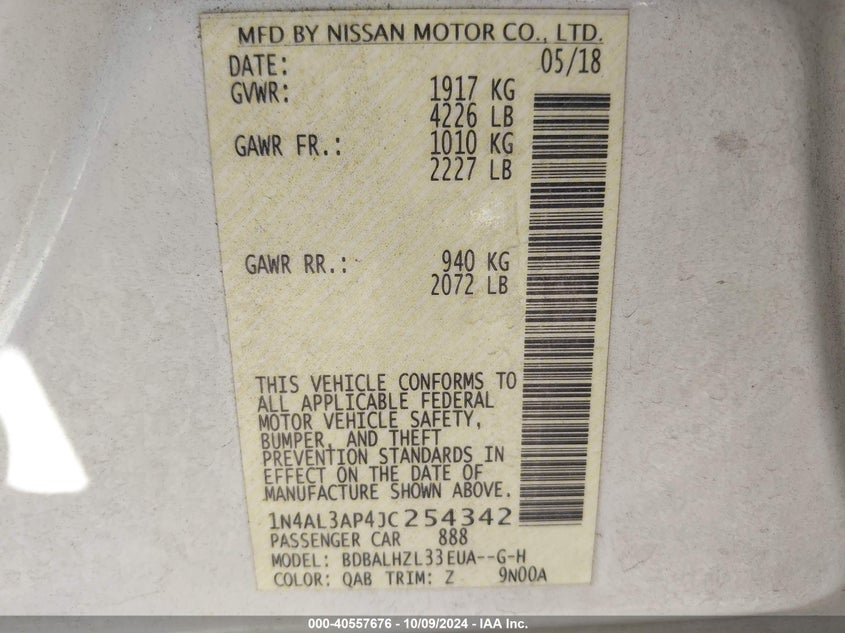 MFD BY NISSAN MOTOR CO., LTD.
DATE: 05/18
GVWR: 1917 KG
4226 LB
GAWR FR.: 1010 KG
2227 LB
GAWR RR.: 940 KG
2072 LB
THIS VEHICLE CONFORMS TO
ALL APPLICABLE FEDERAL
MOTOR VEHICLE SAFETY,
BUMPER, AND THEFT
PREVENTION STANDARDS IN
EFFECT ON THE DATE OF
MANUFACTURE SHOWN ABOVE.
1N4AL3AP4JC254342
PASSENGER CAR 888
MODEL: BDBALHZL33EUA--G-H
COLOR: QAB TRIM: Z 9N00A
000-40557676 - 10/09/2024 - IAA Inc.